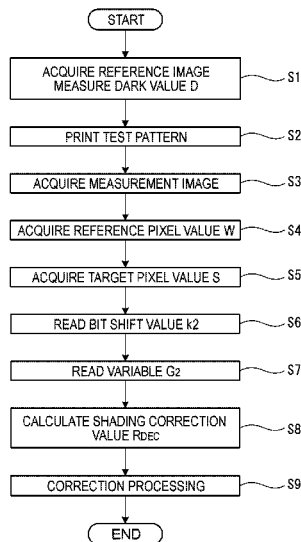 START
ACQUIRE REFERENCE IMAGE
MEASURE DARK VALUE D
S1
PRINT TEST PATTERN
S2
ACQUIRE MEASUREMENT IMAGE
S3
ACQUIRE REFERENCE PIXEL VALUE W
S4
ACQUIRE TARGET PIXEL VALUE S
S5
READ BIT SHIFT VALUE k2
S6
READ VARIABLE G2
S7
CALCULATE SHADING CORRECTION
VALUE RDEC
S8
CORRECTION PROCESSING
S9
END